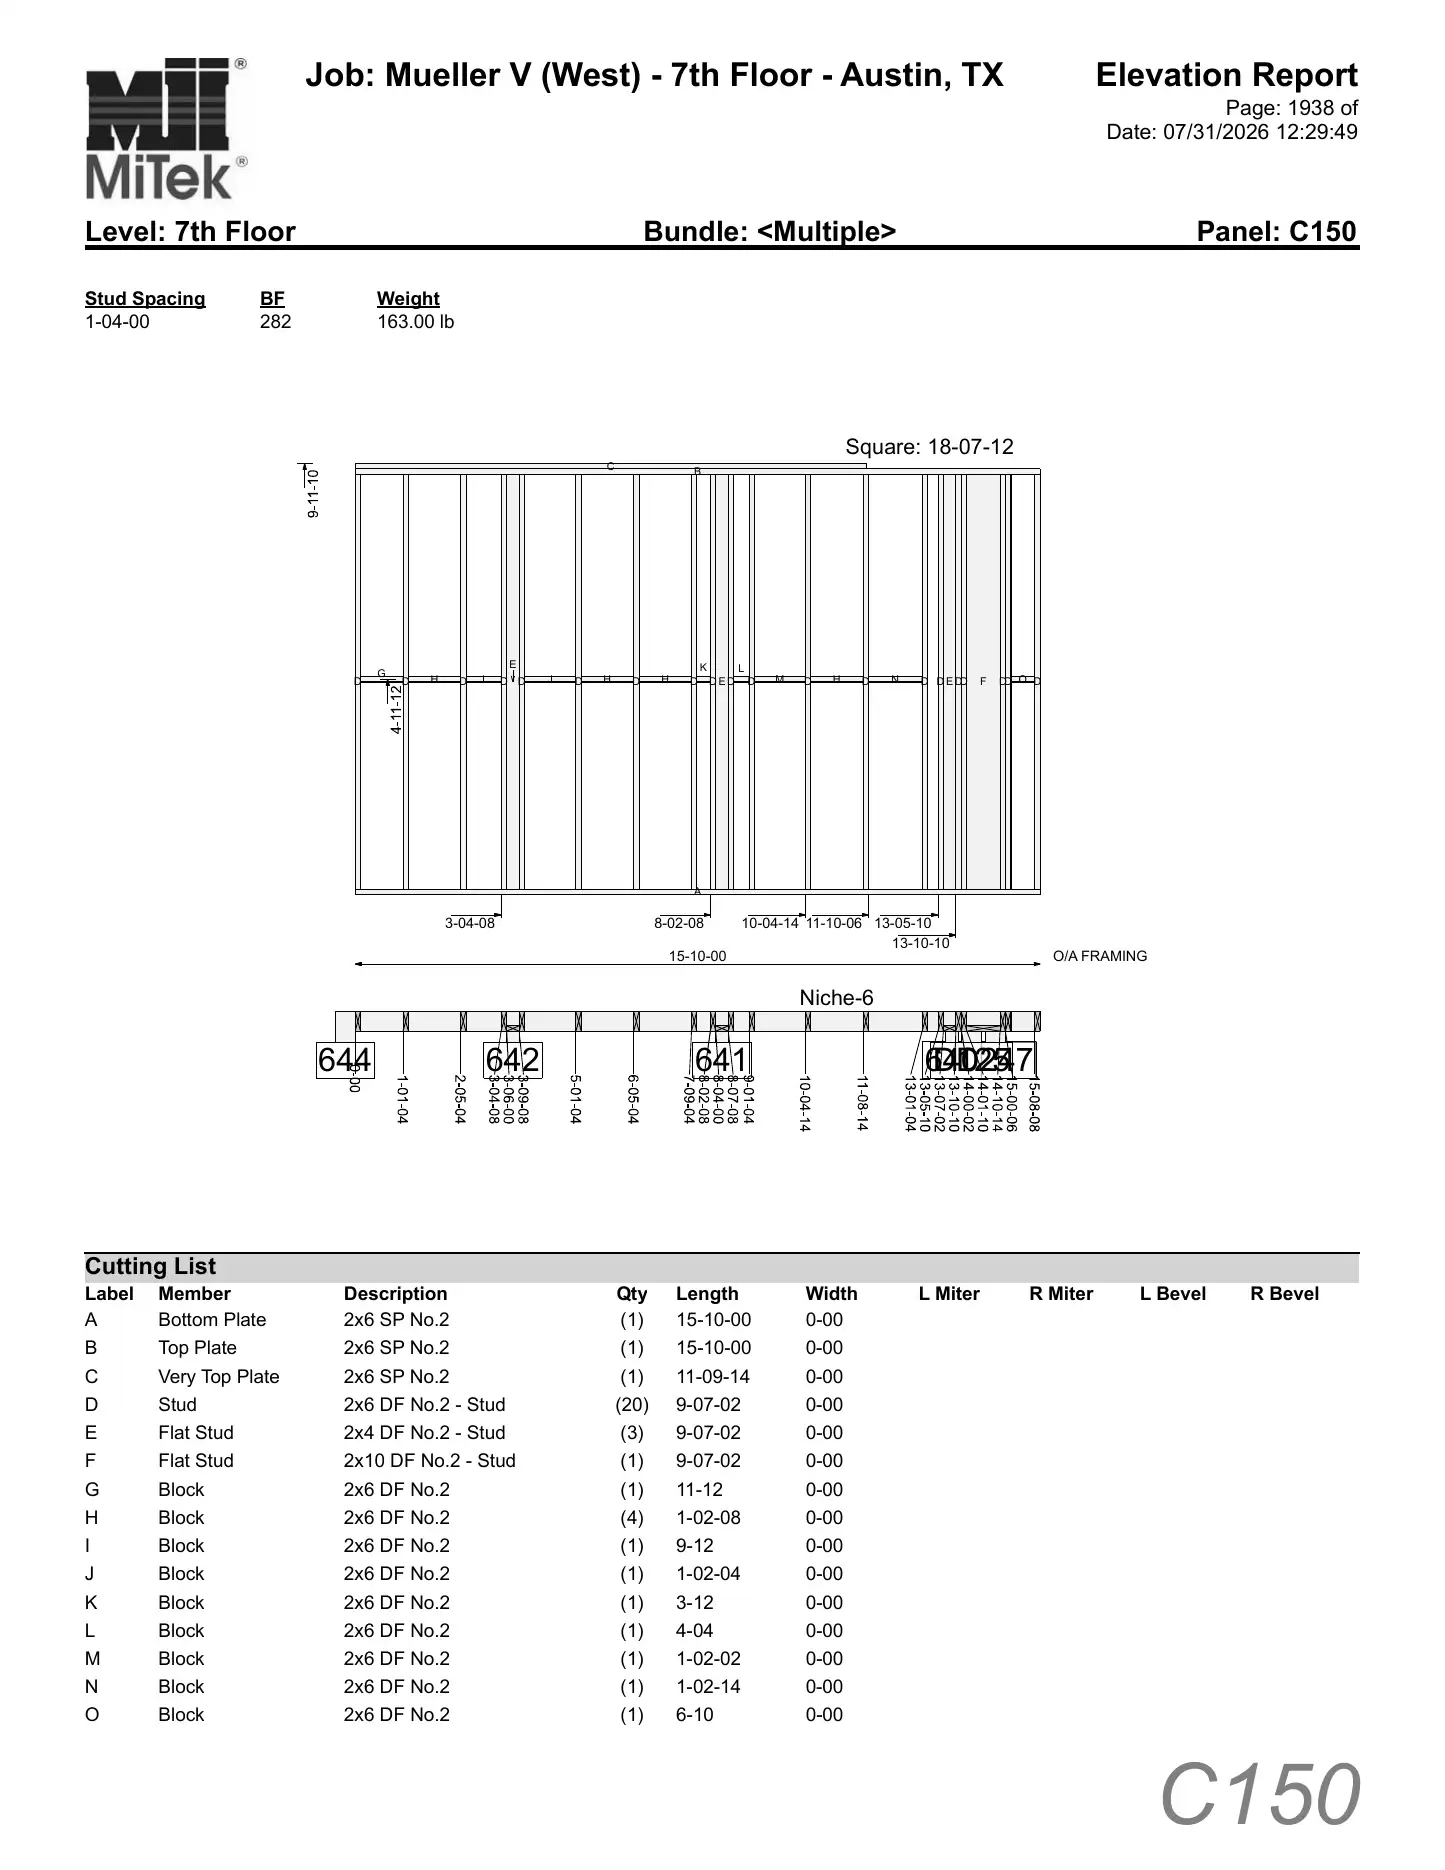 Job: Mueller V (West) - 7th Floor - Austin, TX
Elevation Report
Page: 1938 of
Date: 07/31/2026 12:29:49
MiTek®
Level: 7th Floor Bundle: <Multiple> Panel: C150
Stud Spacing BF Weight
1-04-00 282 163.00 lb
Square: 18-07-12
9-11-10
C
B
G H I E J H H K E L M H N D E D D F D D O
4-11-12
A
3-04-08 8-02-08 10-04-14 11-10-06 13-05-10
13-10-10
15-10-00 O/A FRAMING
Niche-6
644 642 641
1-01-04 2-05-04 3-04-08 3-06-00 3-09-08 5-01-04 6-05-04 7-09-04 8-02-08 8-04-00 8-07-08 9-01-04 10-04-14 11-08-14 13-01-04 13-05-10 13-07-02 13-10-10 14-00-02 14-01-10 14-10-14 15-00-06 15-08-08
Cutting List
Label Member Description Qty Length Width L Miter R Miter L Bevel R Bevel
A Bottom Plate 2x6 SP No.2 (1) 15-10-00 0-00
B Top Plate 2x6 SP No.2 (1) 15-10-00 0-00
C Very Top Plate 2x6 SP No.2 (1) 11-09-14 0-00
D Stud 2x6 DF No.2 - Stud (20) 9-07-02 0-00
E Flat Stud 2x4 DF No.2 - Stud (3) 9-07-02 0-00
F Flat Stud 2x10 DF No.2 - Stud (1) 9-07-02 0-00
G Block 2x6 DF No.2 (1) 11-12 0-00
H Block 2x6 DF No.2 (4) 1-02-08 0-00
I Block 2x6 DF No.2 (1) 9-12 0-00
J Block 2x6 DF No.2 (1) 1-02-04 0-00
K Block 2x6 DF No.2 (1) 3-12 0-00
L Block 2x6 DF No.2 (1) 4-04 0-00
M Block 2x6 DF No.2 (1) 1-02-02 0-00
N Block 2x6 DF No.2 (1) 1-02-14 0-00
O Block 2x6 DF No.2 (1) 6-10 0-00
C150